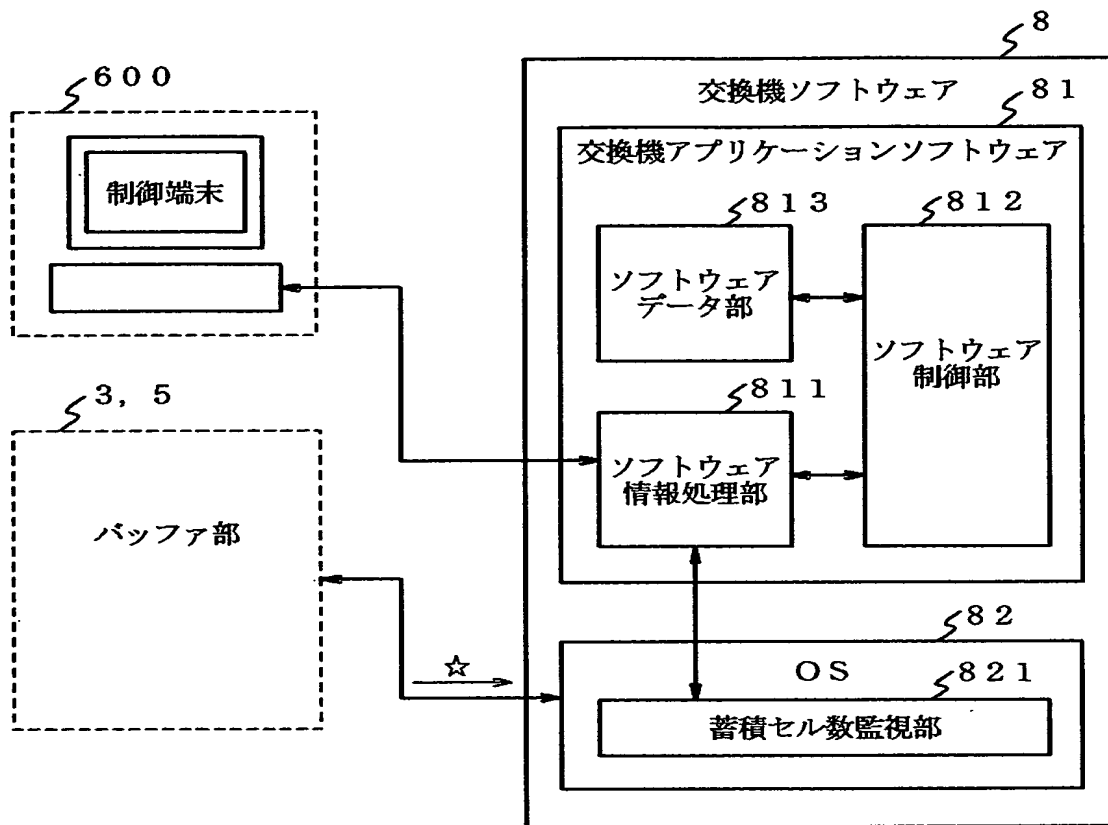 8
６００
交換機ソフトウェア
８１
交換機アプリケーションソフトウェア
制御端末
８１３
８１２
ソフトウェア
データ部
ソフトウェア
制御部
３，５
８１１
ソフトウェア
情報処理部
バッファ部
８２
☆
ＯＳ
８２１
蓄積セル数監視部